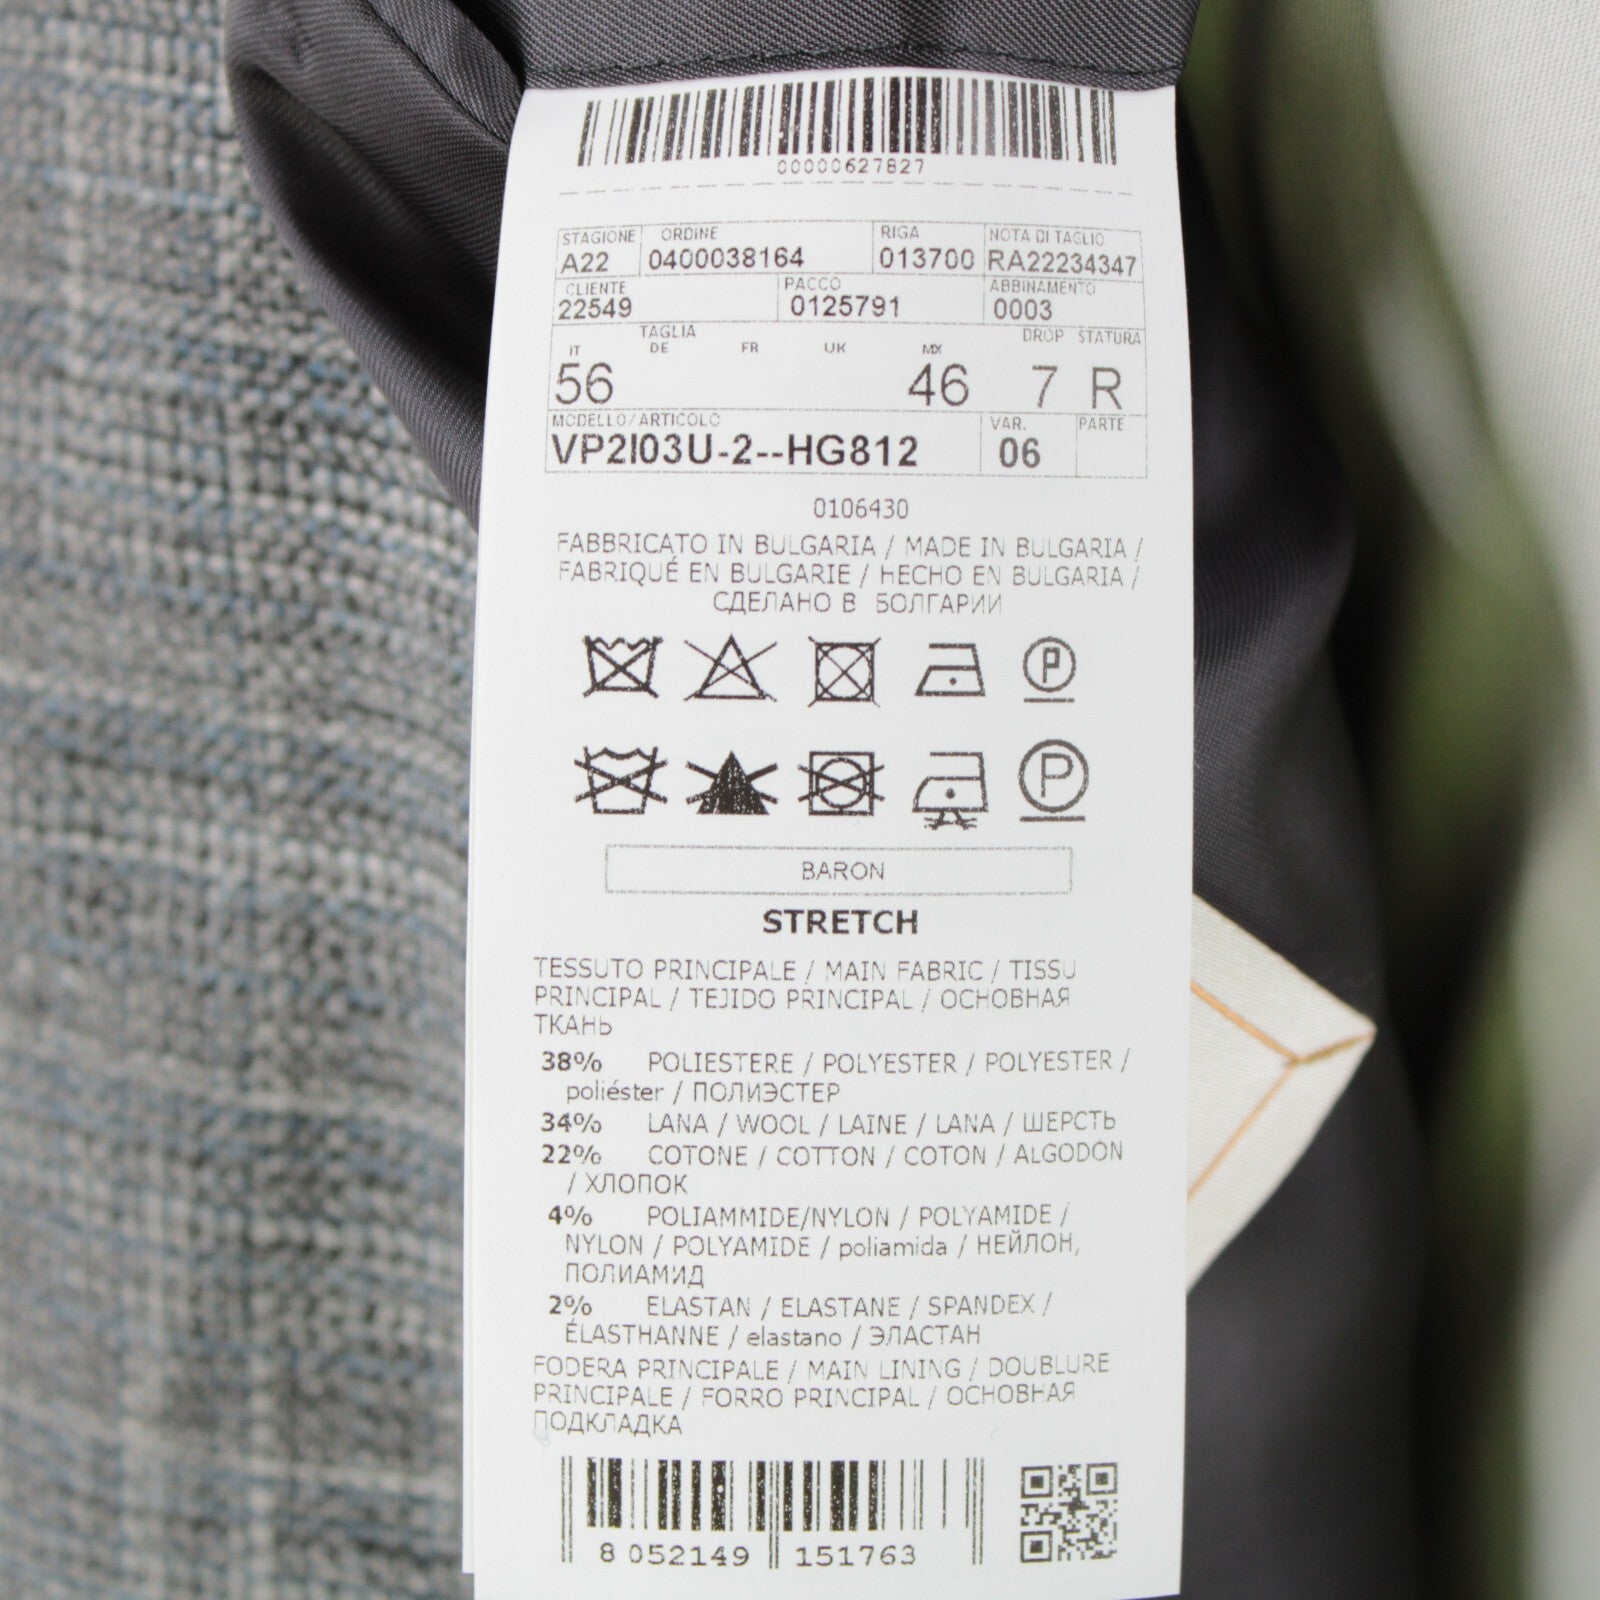 00000627827
STAGIONE ORDINE RIGA NOTA DI TAGLIO
A22 0400038164 013700 RA22234347
CLIENTE PACCO ABBINAMENTO
22549 0125791 0003
TAGLIA DROP STATURA
IT DE FR UK MX
56 46 7 R
MODELLO/ARTICOLO VAR. PARTE
VP2I03U-2--HG812 06
0106430
FABBRICATO IN BULGARIA / MADE IN BULGARIA /
FABRIQUÉ EN BULGARIE / HECHO EN BULGARIA /
СДЕЛАНО В БОЛГАРИИ
P
P
BARON
STRETCH
TESSUTO PRINCIPALE / MAIN FABRIC / TISSU
PRINCIPAL / TEJIDO PRINCIPAL / ОСНОВНАЯ
ТКАНЬ
38% POLIESTERE / POLYESTER / POLYESTER /
poliéster / ПОЛИЭСТЕР
34% LANA / WOOL / LAINE / LANA / ШЕРСТЬ
22% COTONE / COTTON / COTON / ALGODÓN
/ ХЛОПОК
4% POLIAMMIDE/NYLON / POLYAMIDE /
NYLON / POLYAMIDE / poliamida / НЕЙЛОН,
ПОЛИАМИД
2% ELASTAN / ELASTANE / SPANDEX /
ÉLASTHANNE / elastano / ЭЛАСТАН
FODERA PRINCIPALE / MAIN LINING / DOUBLURE
PRINCIPALE / FORRO PRINCIPAL / ОСНОВНАЯ
ПОДКЛАДКА
8 052149 151763